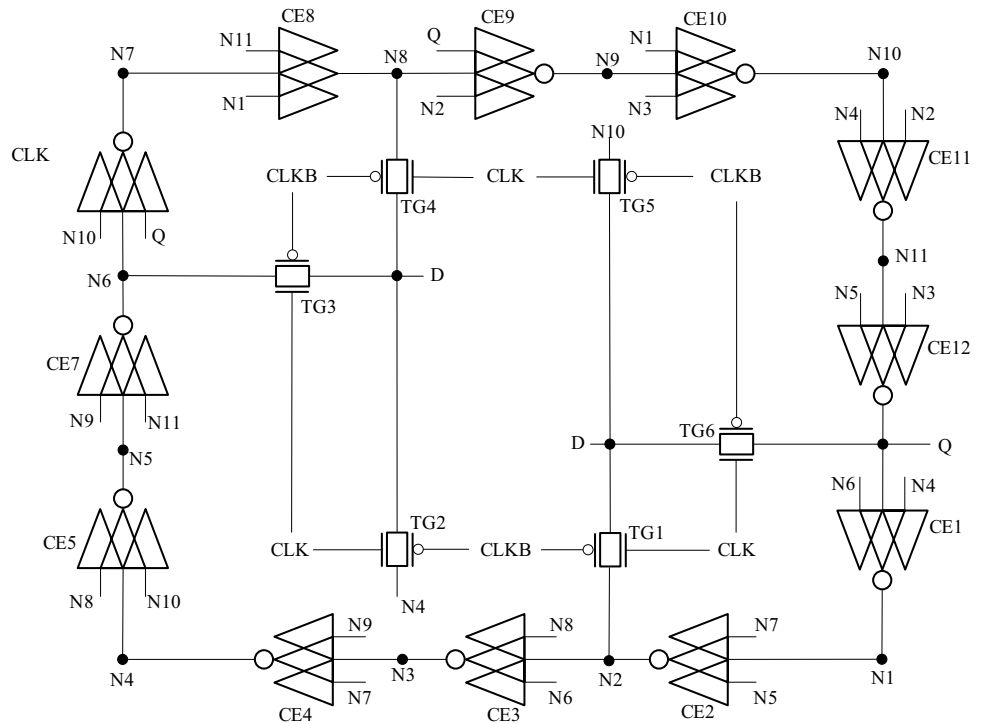 CE8 CE9 CE10
N7 N11 N8 Q N9 N1 N10
N1 N2 N3
N10 N4 N2
CLK CE11
CLKB CLK CLKB
TG4 TG5
N10 Q
N11
N6 D
TG3 N5 N3
CE7 CE12
N9 N11
D TG6 Q
N5
N6 N4
TG2 TG1
CE5 CE1
CLK CLKB CLK
N8 N10 N4
N9 N8 N7
N4 N3 N2 N1
N7 N6 N5
CE4 CE3 CE2